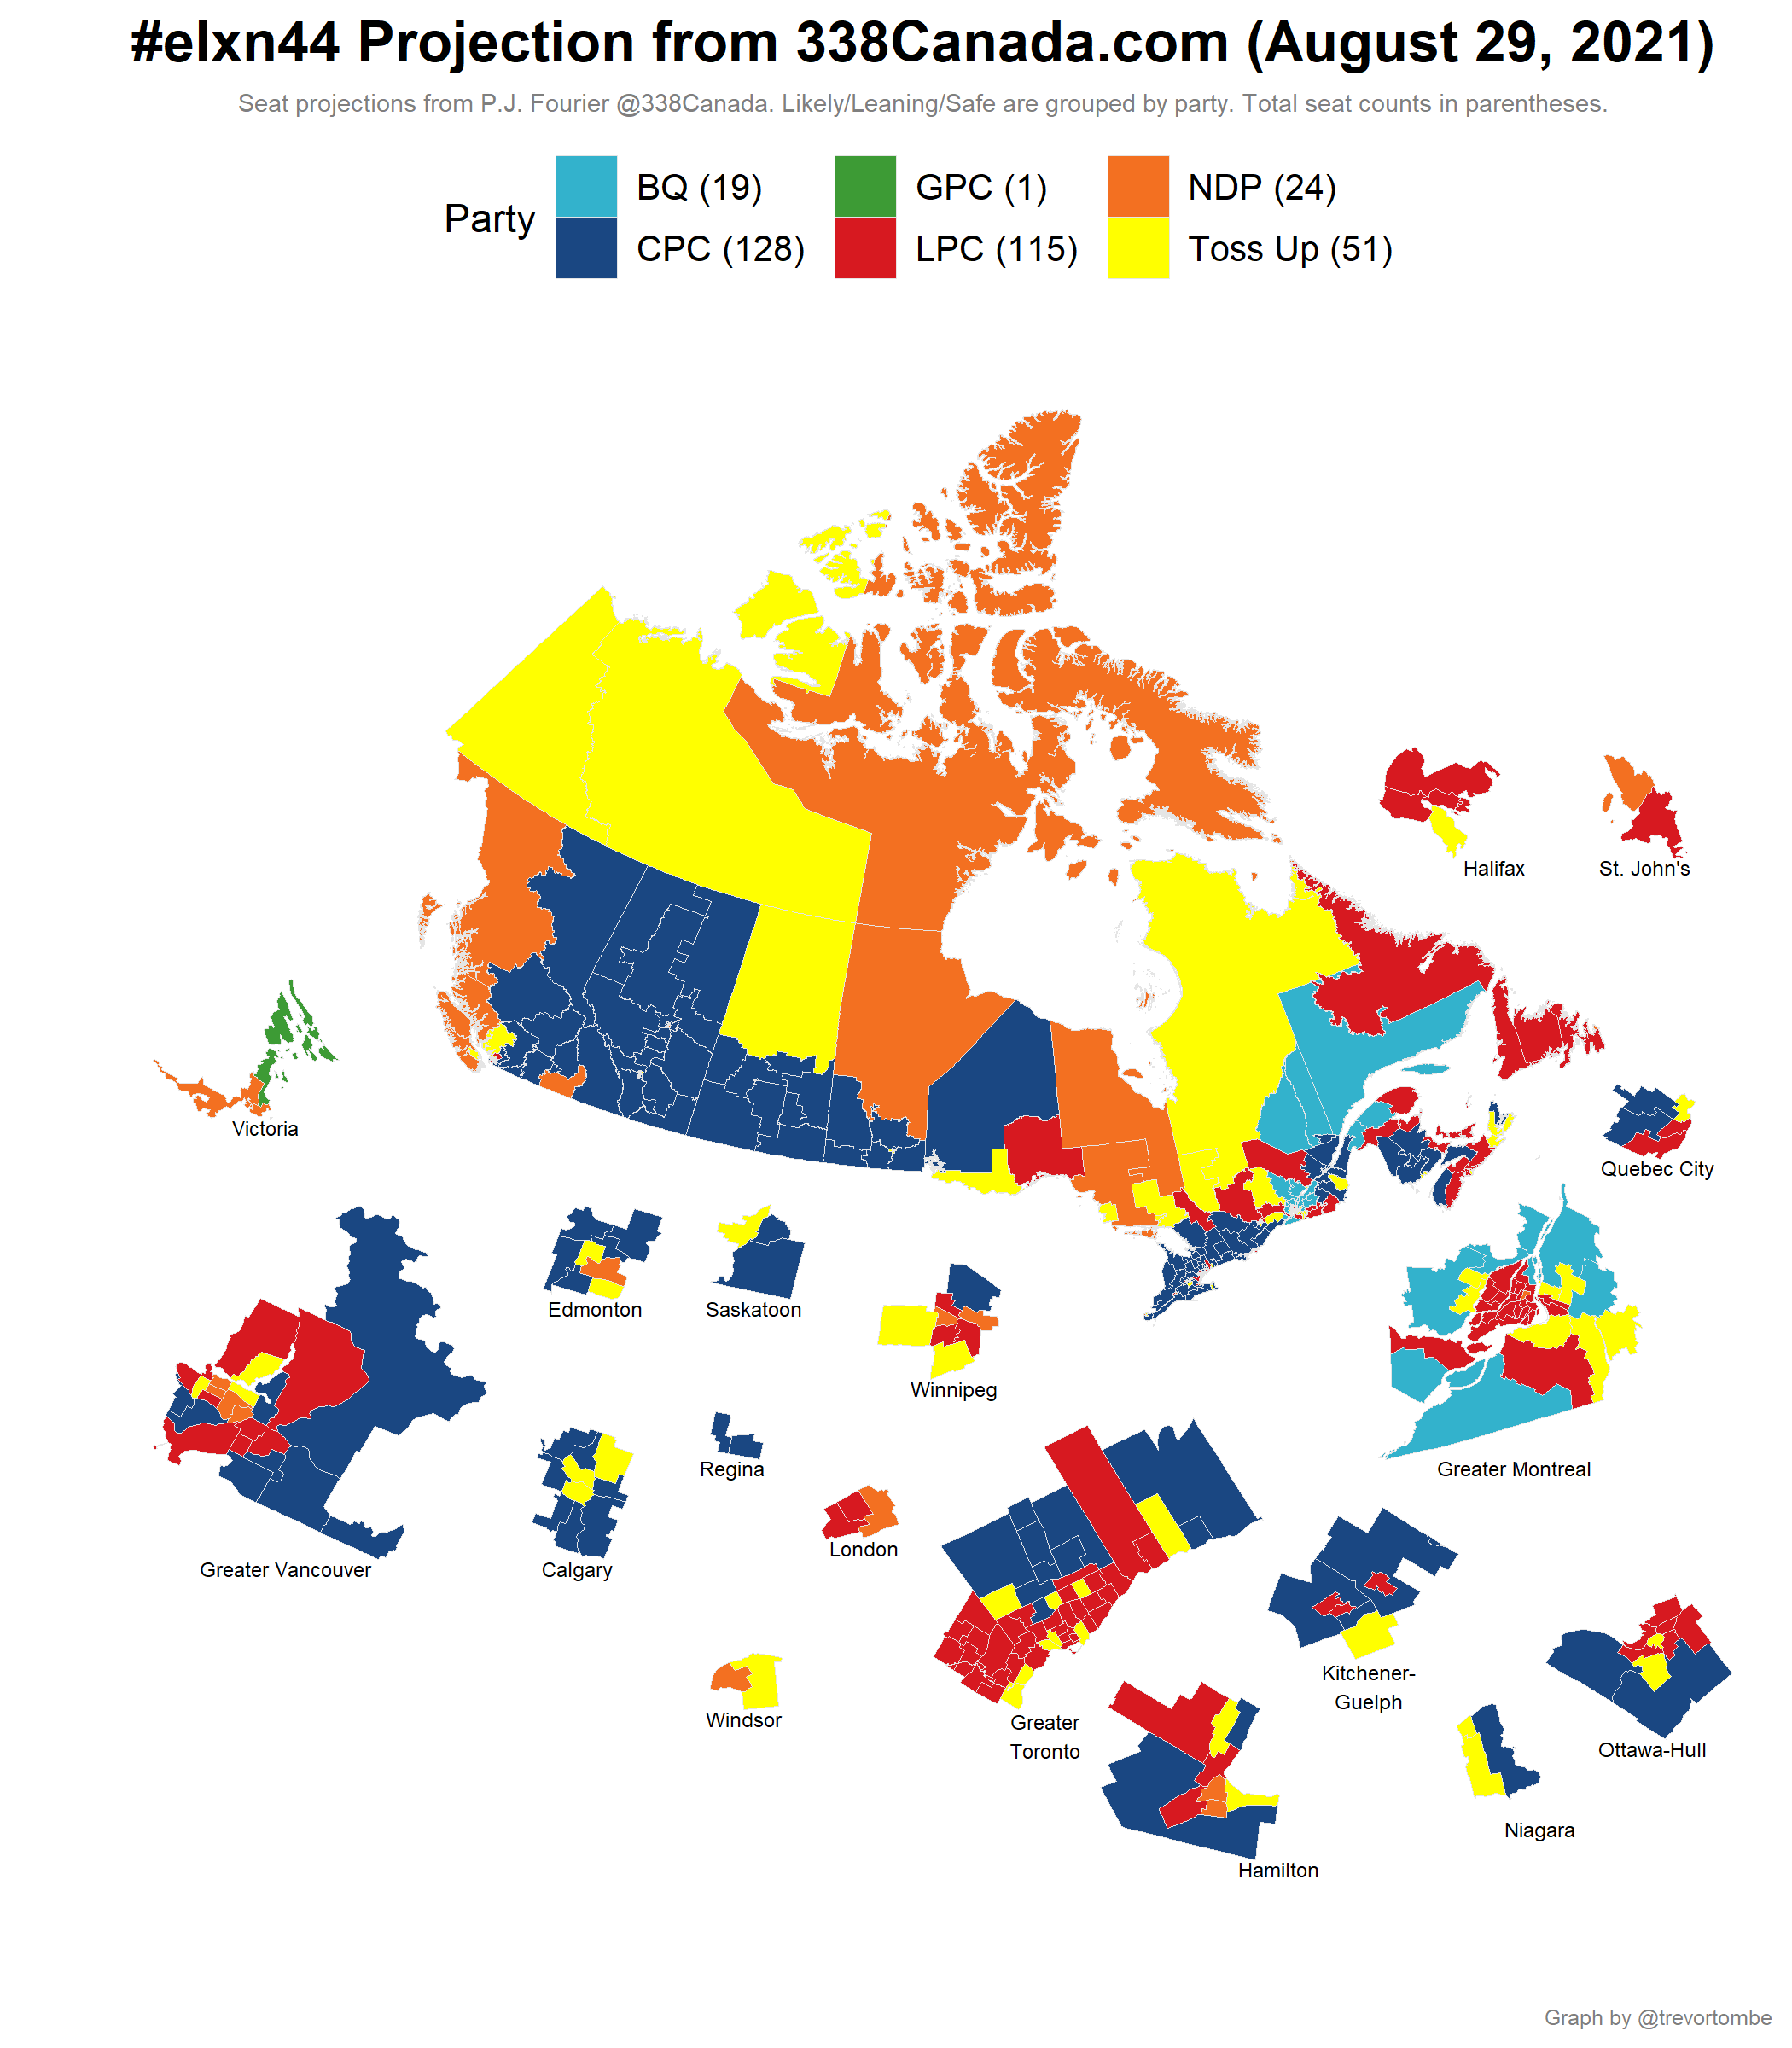 #elxn44 Projection from 338Canada.com (August 29, 2021)
Seat projections from P.J. Fourier @338Canada. Likely/Leaning/Safe are grouped by party. Total seat counts in parentheses.
Party
BQ (19)
GPC (1)
NDP (24)
CPC (128)
LPC (115)
Toss Up (51)
Halifax
St. John's
Victoria
Quebec City
Edmonton
Saskatoon
Winnipeg
Greater Montreal
Regina
London
Greater Vancouver
Calgary
Kitchener-
Guelph
Windsor
Greater
Toronto
Ottawa-Hull
Niagara
Hamilton
Graph by @trevortombe